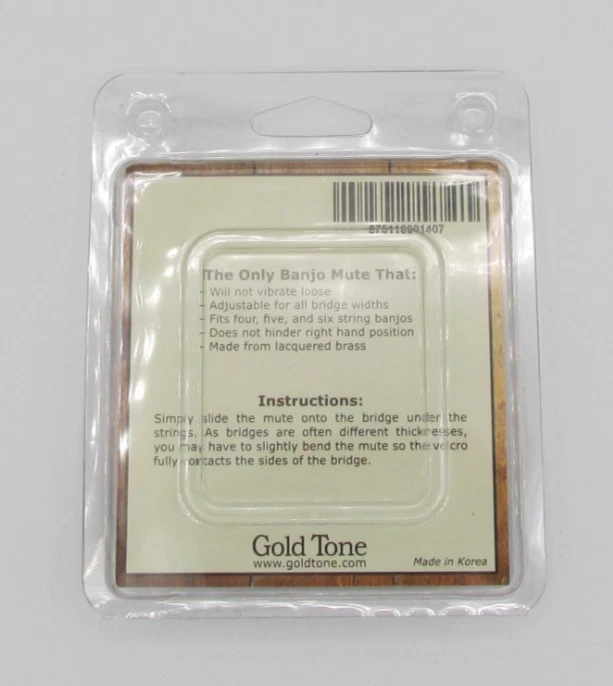 875110001407
The Only Banjo Mute That:
- Will not vibrate loose
- Adjustable for all bridge widths
- Fits four, five, and six string banjos
- Does not hinder right hand position
- Made from lacquered brass
Instructions:
Simply slide the mute onto the bridge under the
strings. As bridges are often different thicknesses,
you may have to slightly bend the mute so the velcro
fully contacts the sides of the bridge.
Gold Tone
www.goldtone.com
Made in Korea